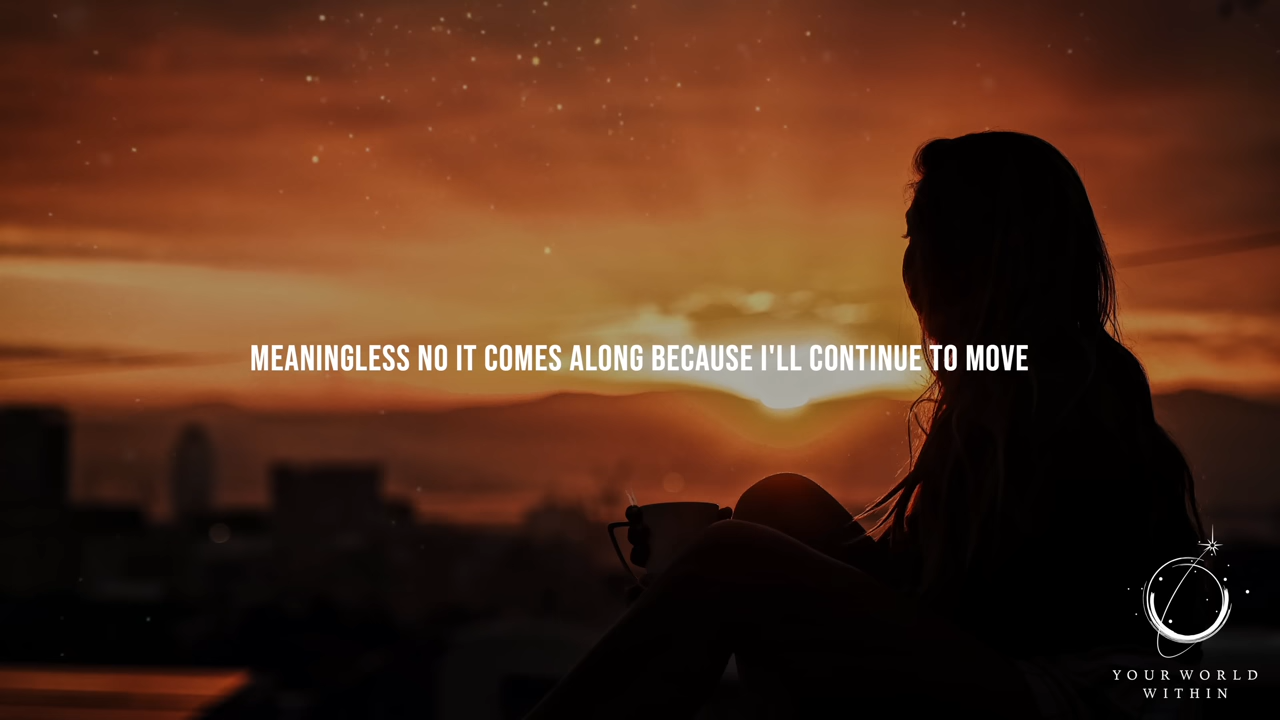 MEANINGLESS NO IT COMES ALONG BECAUSE I'LL CONTINUE TO MOVE
YOUR WORLD
WITHIN